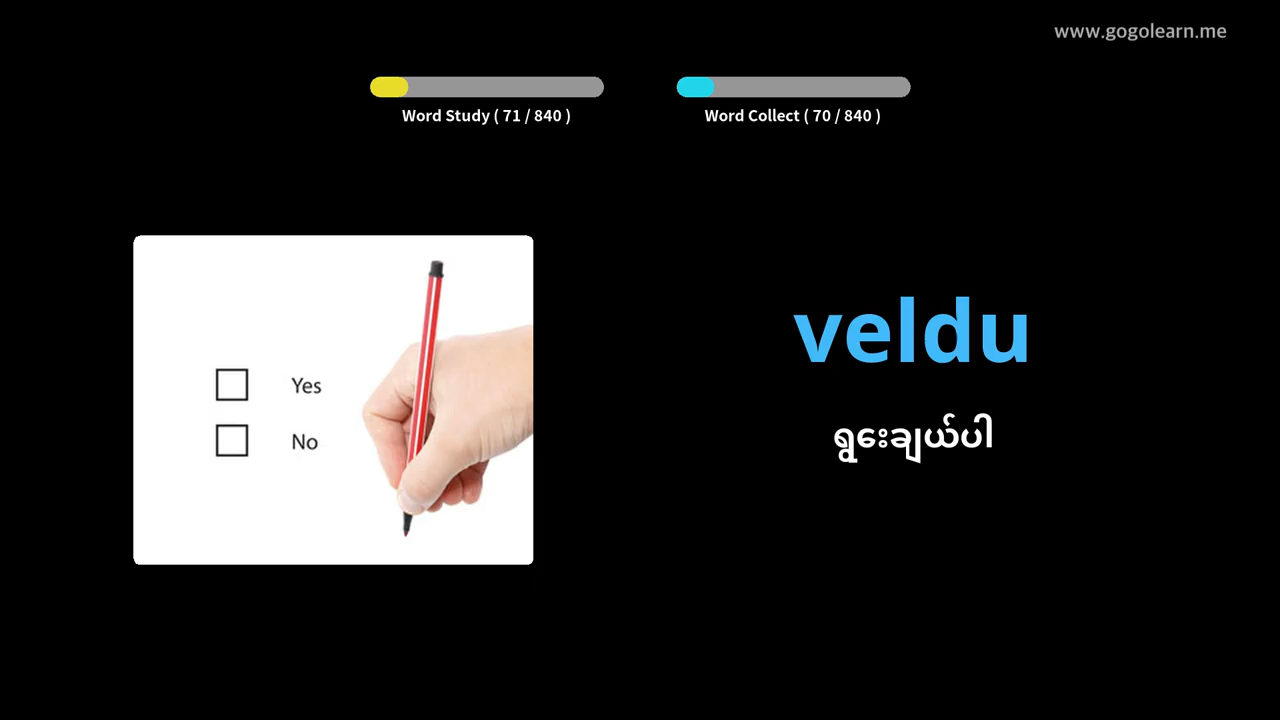 www.gogolearn.me
Word Study ( 71 / 840 )
Word Collect ( 70 / 840 )
Yes
No
veldu
ရွေးချယ်ပါ